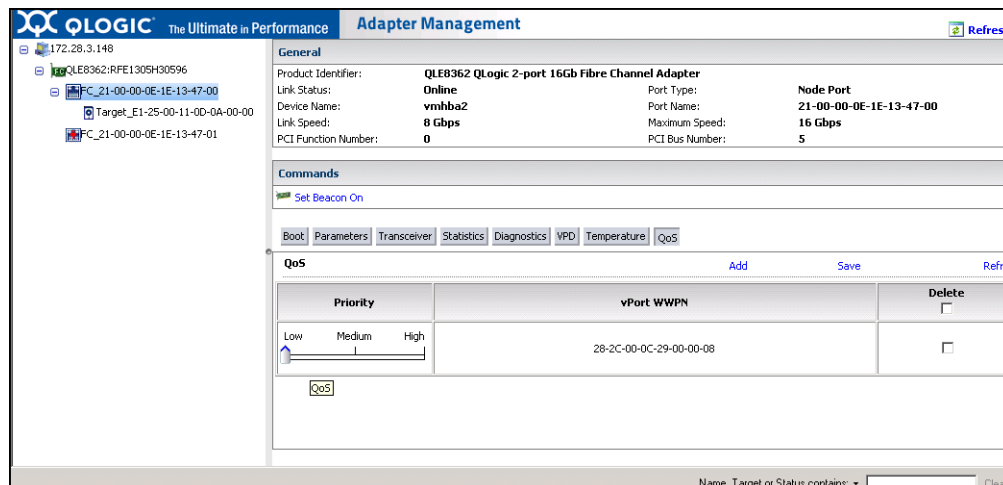 QLOGIC The Ultimate in Performance
Adapter Management
Refres
172.28.3.148
QLE8362:RFE1305H30596
FC_21-00-00-0E-1E-13-47-00
Target_E1-25-00-11-0D-0A-00-00
FC_21-00-00-0E-1E-13-47-01
General
Product Identifier: QLE8362 QLogic 2-port 16Gb Fibre Channel Adapter
Link Status: Online Port Type: Node Port
Device Name: vmhba2 Port Name: 21-00-00-0E-1E-13-47-00
Link Speed: 8 Gbps Maximum Speed: 16 Gbps
PCI Function Number: 0 PCI Bus Number: 5
Commands
Set Beacon On
Boot Parameters Transceiver Statistics Diagnostics VPD Temperature QoS
QoS Add Save Refr
Priority vPort WWPN Delete
Low Medium High 28-2C-00-0C-29-00-00-08
QoS
Name, Target or Status contains: Clea